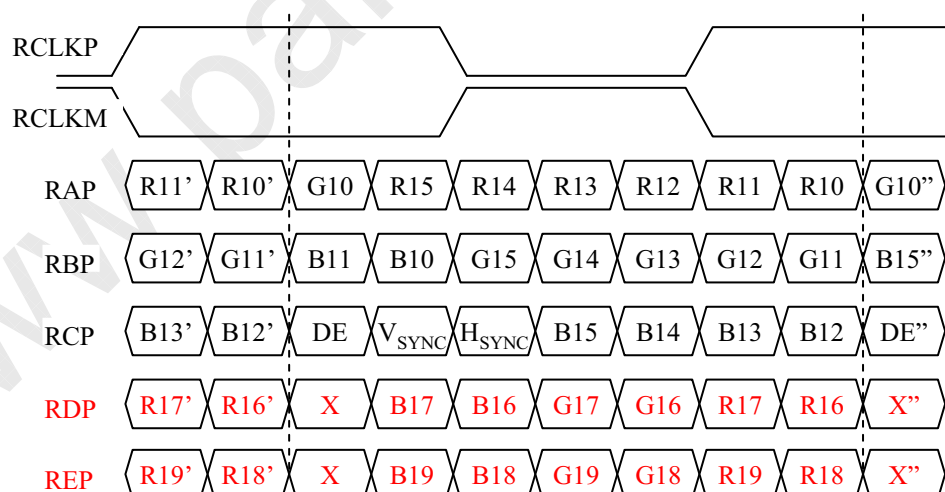 RCLKP
RCLKM
RAP R11’ R10’ G10 R15 R14 R13 R12 R11 R10 G10”
RBP G12’ G11’ B11 B10 G15 G14 G13 G12 G11 B15”
RCP B13’ B12’ DE VSYNC HSYNC B15 B14 B13 B12 DE”
RDP R17’ R16’ X B17 B16 G17 G16 R17 R16 X”
REP R19’ R18’ X B19 B18 G19 G18 R19 R18 X”